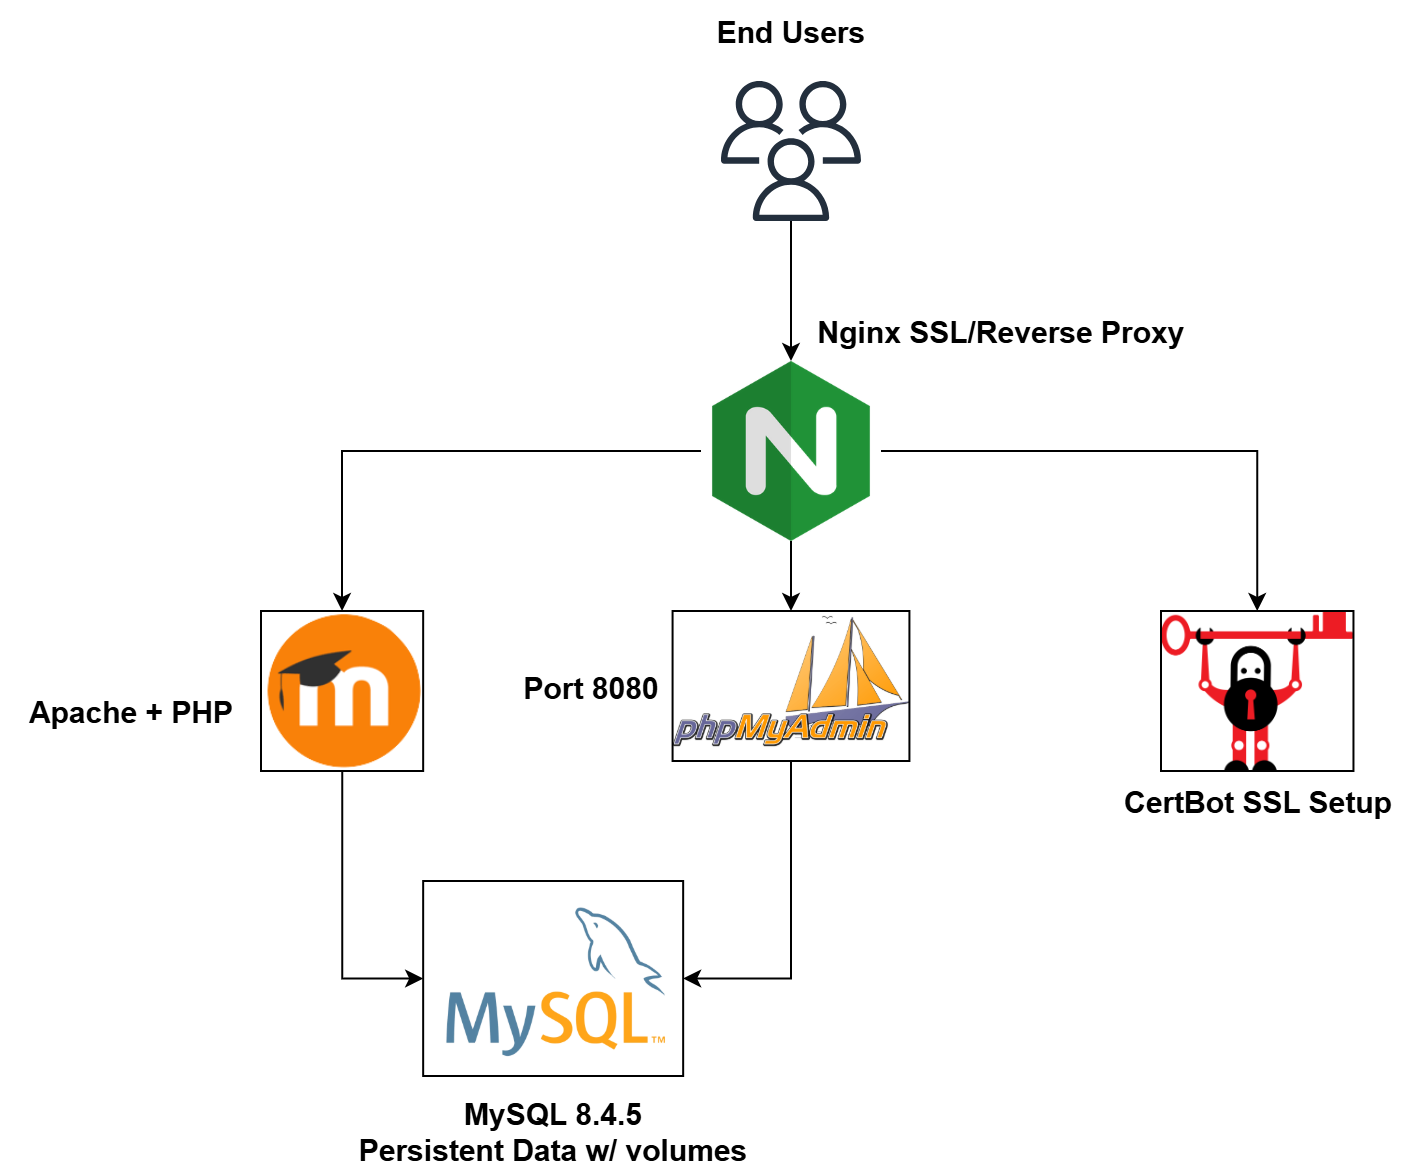 End Users
Nginx SSL/Reverse Proxy
N
m
Apache + PHP
Port 8080
phpMyAdmin
CertBot SSL Setup
MySQL™
MySQL 8.4.5
Persistent Data w/ volumes